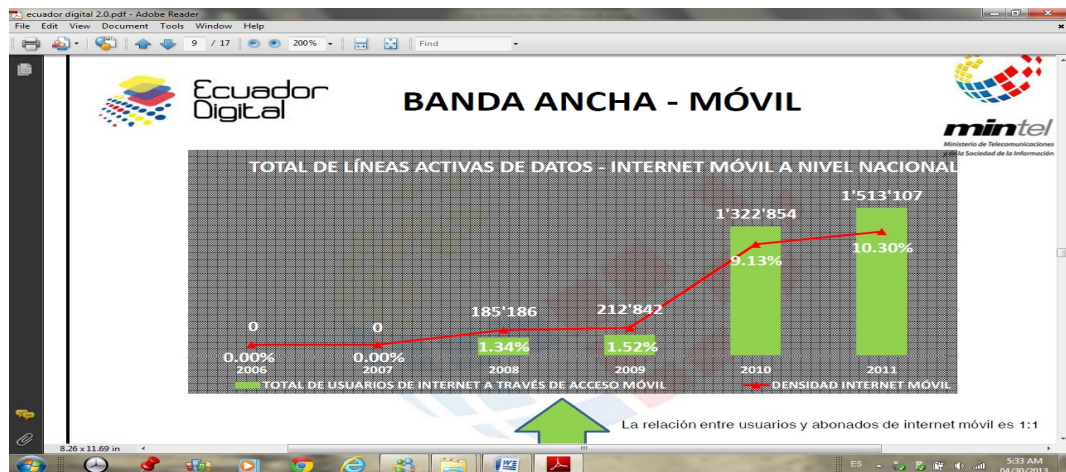 ecuador digital 2.0.pdf - Adobe Reader
File Edit View Document Tools Window Help
9 / 17 200% Find
Ecuador
Digital
BANDA ANCHA - MÓVIL
mintel
Ministerio de Telecomunicaciones
y de la Sociedad de la Información
TOTAL DE LÍNEAS ACTIVAS DE DATOS - INTERNET MÓVIL A NIVEL NACIONAL
1'513'107
1'322'854
10.30%
9.13%
185'186 212'842
0 0
1.34% 1.52%
0.00% 0.00%
2006 2007 2008 2009 2010 2011
TOTAL DE USUARIOS DE INTERNET A TRAVÉS DE ACCESO MÓVIL DENSIDAD INTERNET MÓVIL
La relación entre usuarios y abonados de internet móvil es 1:1
8.26 x 11.69 in
ES 5:33 AM
04/30/2013